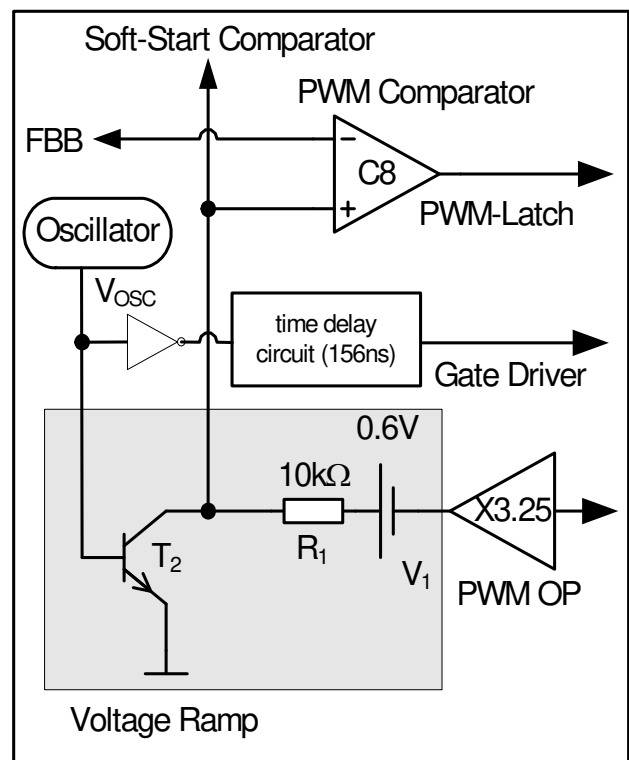 Soft-Start Comparator
PWM Comparator
FBB
−
C8
+
PWM-Latch
Oscillator
VOSC
time delay
circuit (156ns)
Gate Driver
0.6V
10kΩ
X3.25
T2
R1
V1
PWM OP
Voltage Ramp